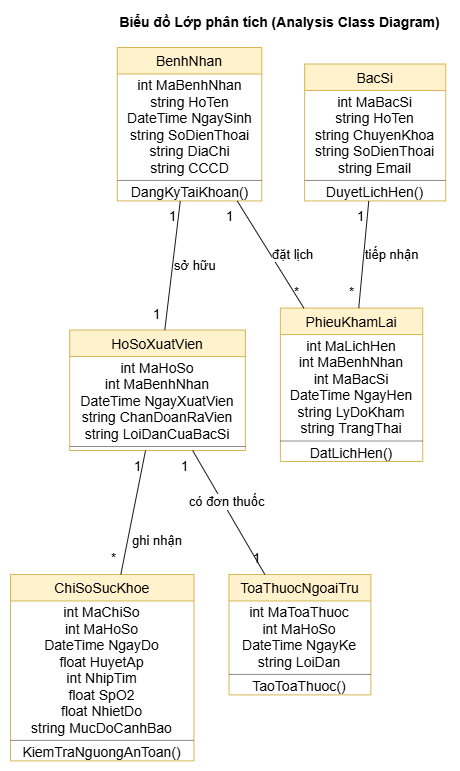 Biểu đồ Lớp phân tích (Analysis Class Diagram)
BenhNhan
int MaBenhNhan
string HoTen
DateTime NgaySinh
string SoDienThoai
string DiaChi
string CCCD
DangKyTaiKhoan()
BacSi
int MaBacSi
string HoTen
string ChuyenKhoa
string SoDienThoai
string Email
DuyetLichHen()
1
1
1
sở hữu
đặt lịch
tiếp nhận
1
*
*
HoSoXuatVien
int MaHoSo
int MaBenhNhan
DateTime NgayXuatVien
string ChanDoanRaVien
string LoiDanCuaBacSi
PhieuKhamLai
int MaLichHen
int MaBenhNhan
int MaBacSi
DateTime NgayHen
string LyDoKham
string TrangThai
DatLichHen()
1
1
có đơn thuốc
ghi nhận
*
1
ChiSoSucKhoe
int MaChiSo
int MaHoSo
DateTime NgayDo
float HuyetAp
int NhipTim
float SpO2
float NhietDo
string MucDoCanhBao
KiemTraNguongAnToan()
ToaThuocNgoaiTru
int MaToaThuoc
int MaHoSo
DateTime NgayKe
string LoiDan
TaoToaThuoc()